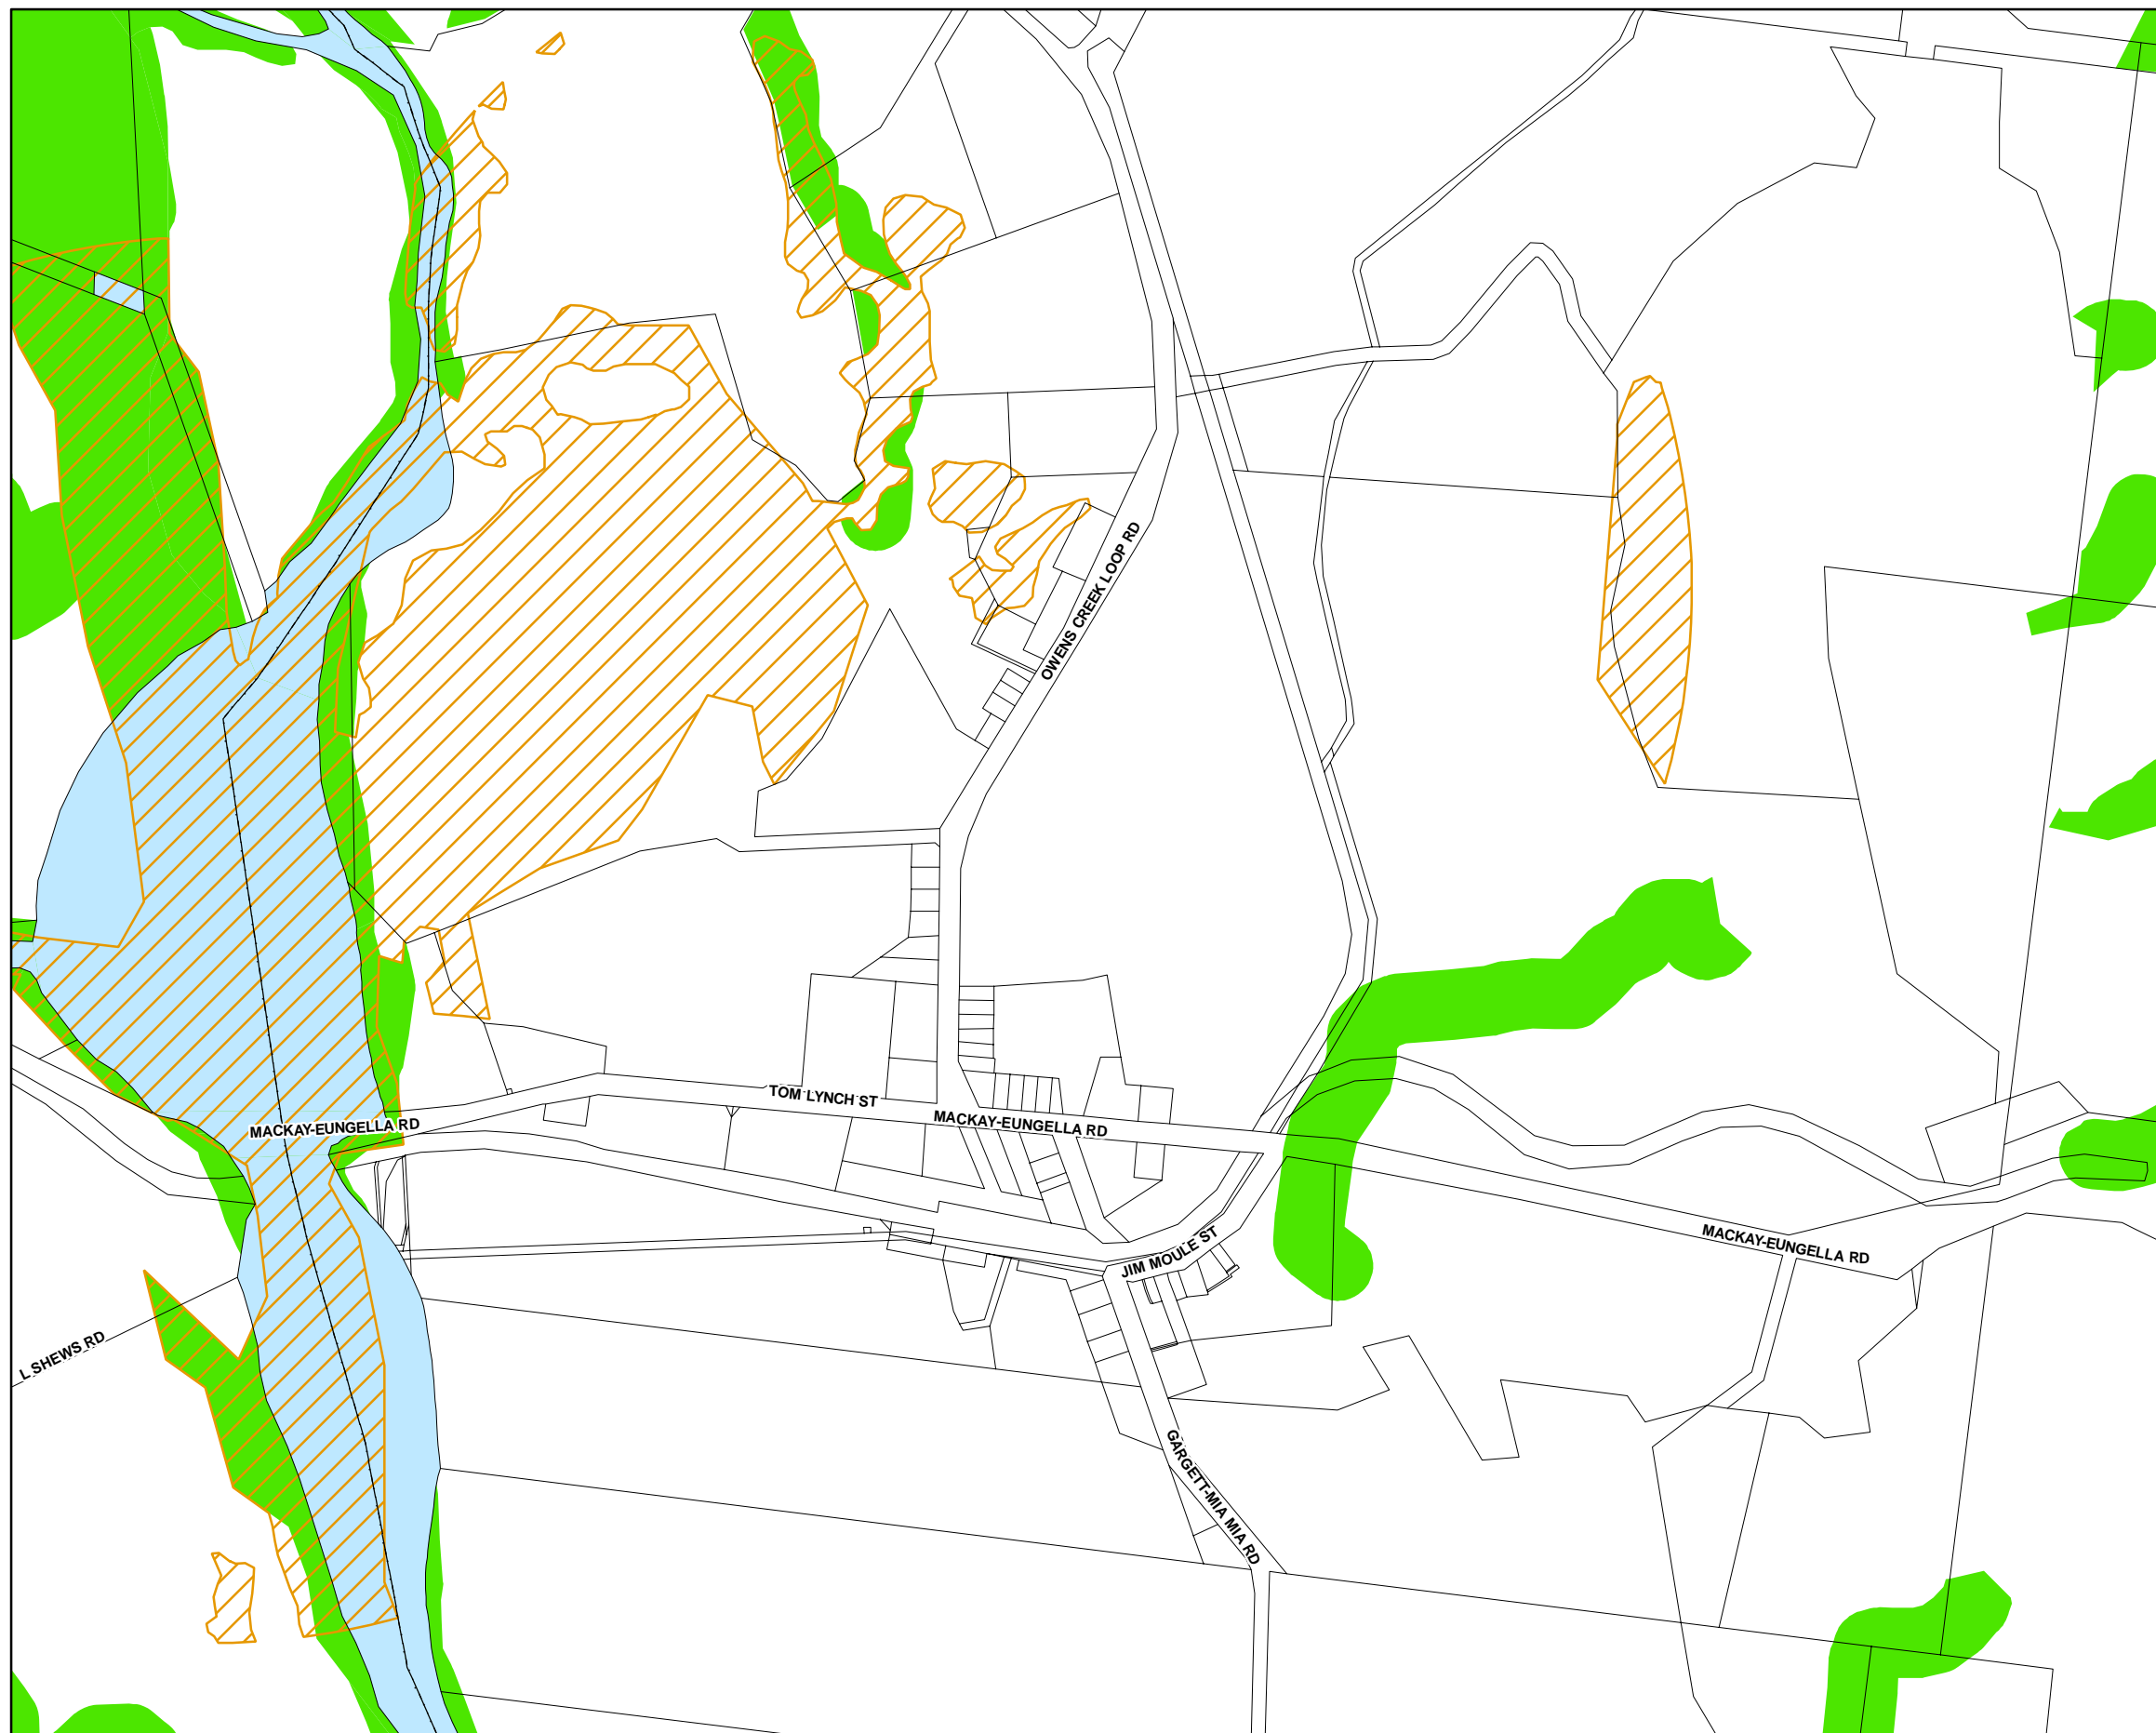 OWENS CREEK LOOP RD
TOM LYNCH ST
MACKAY-EUNGELLA RD
MACKAY-EUNGELLA RD
JIM MOULE ST
MACKAY-EUNGELLA RD
L SHEWS RD
GARGETT-MIA MIA RD